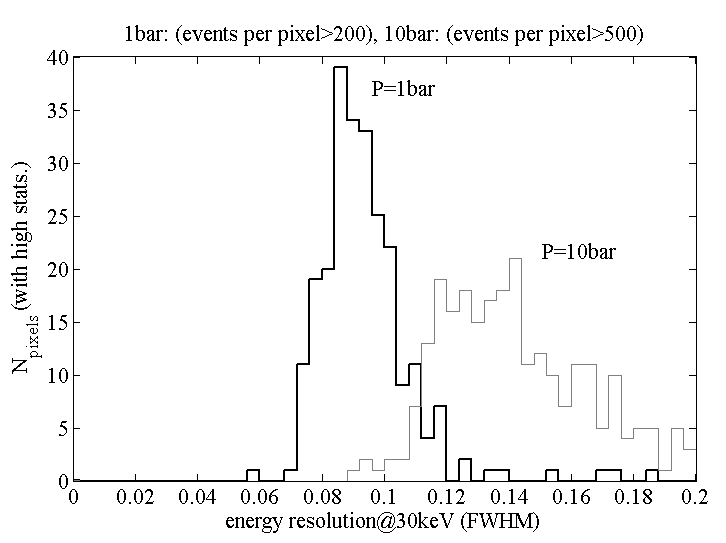 1bar: (events per pixel>200), 10bar: (events per pixel>500)
40
35
30
25
20
15
10
5
0
N_pixels (with high stats.)
P=1bar
P=10bar
0 0.02 0.04 0.06 0.08 0.1 0.12 0.14 0.16 0.18 0.2
energy resolution@30keV (FWHM)